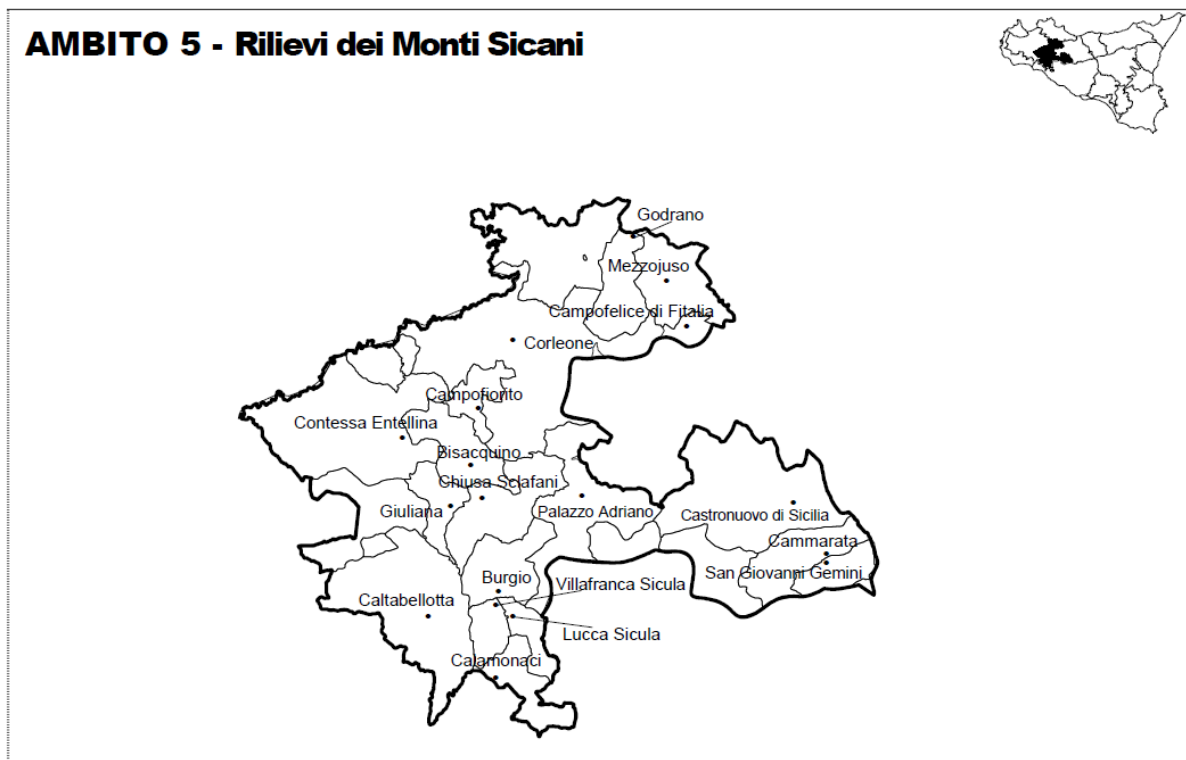 AMBITO 5 - Rilievi dei Monti Sicani
Godrano
Mezzojuso
Campofelice di Fitalia
Corleone
Campofiorito
Contessa Entellina
Bisacquino
Chiusa Sclafani
Giuliana
Palazzo Adriano
Castronuovo di Sicilia
Cammarata
San Giovanni Gemini
Burgio
Villafranca Sicula
Caltabellotta
Lucca Sicula
Calamonaci